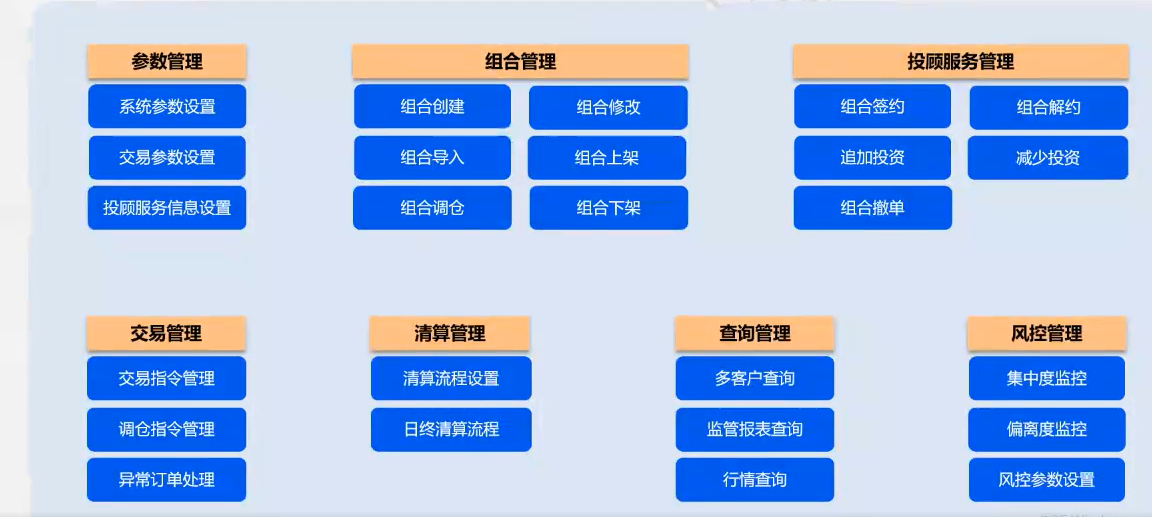 参数管理
系统参数设置
交易参数设置
投顾服务信息设置
组合管理
组合创建
组合修改
组合导入
组合上架
组合调仓
组合下架
投顾服务管理
组合签约
组合解约
追加投资
减少投资
组合撤单
交易管理
交易指令管理
调仓指令管理
异常订单处理
清算管理
清算流程设置
日终清算流程
查询管理
多客户查询
监管报表查询
行情查询
风控管理
集中度监控
偏离度监控
风控参数设置